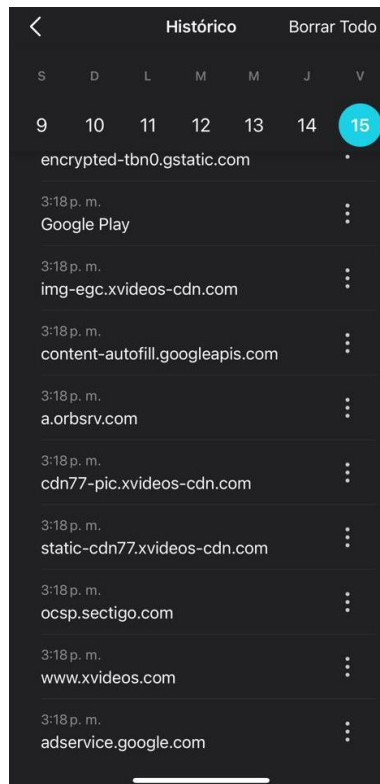 Histórico
Borrar Todo
S D L M M J V
9 10 11 12 13 14 15
encrypted-tbn0.gstatic.com
3:18 p. m.
Google Play
3:18 p. m.
img-egc.xvideos-cdn.com
3:18 p. m.
content-autofill.googleapis.com
3:18 p. m.
a.orbsrv.com
3:18 p. m.
cdn77-pic.xvideos-cdn.com
3:18 p. m.
static-cdn77.xvideos-cdn.com
3:18 p. m.
ocsp.sectigo.com
3:18 p. m.
www.xvideos.com
3:18 p. m.
adservice.google.com